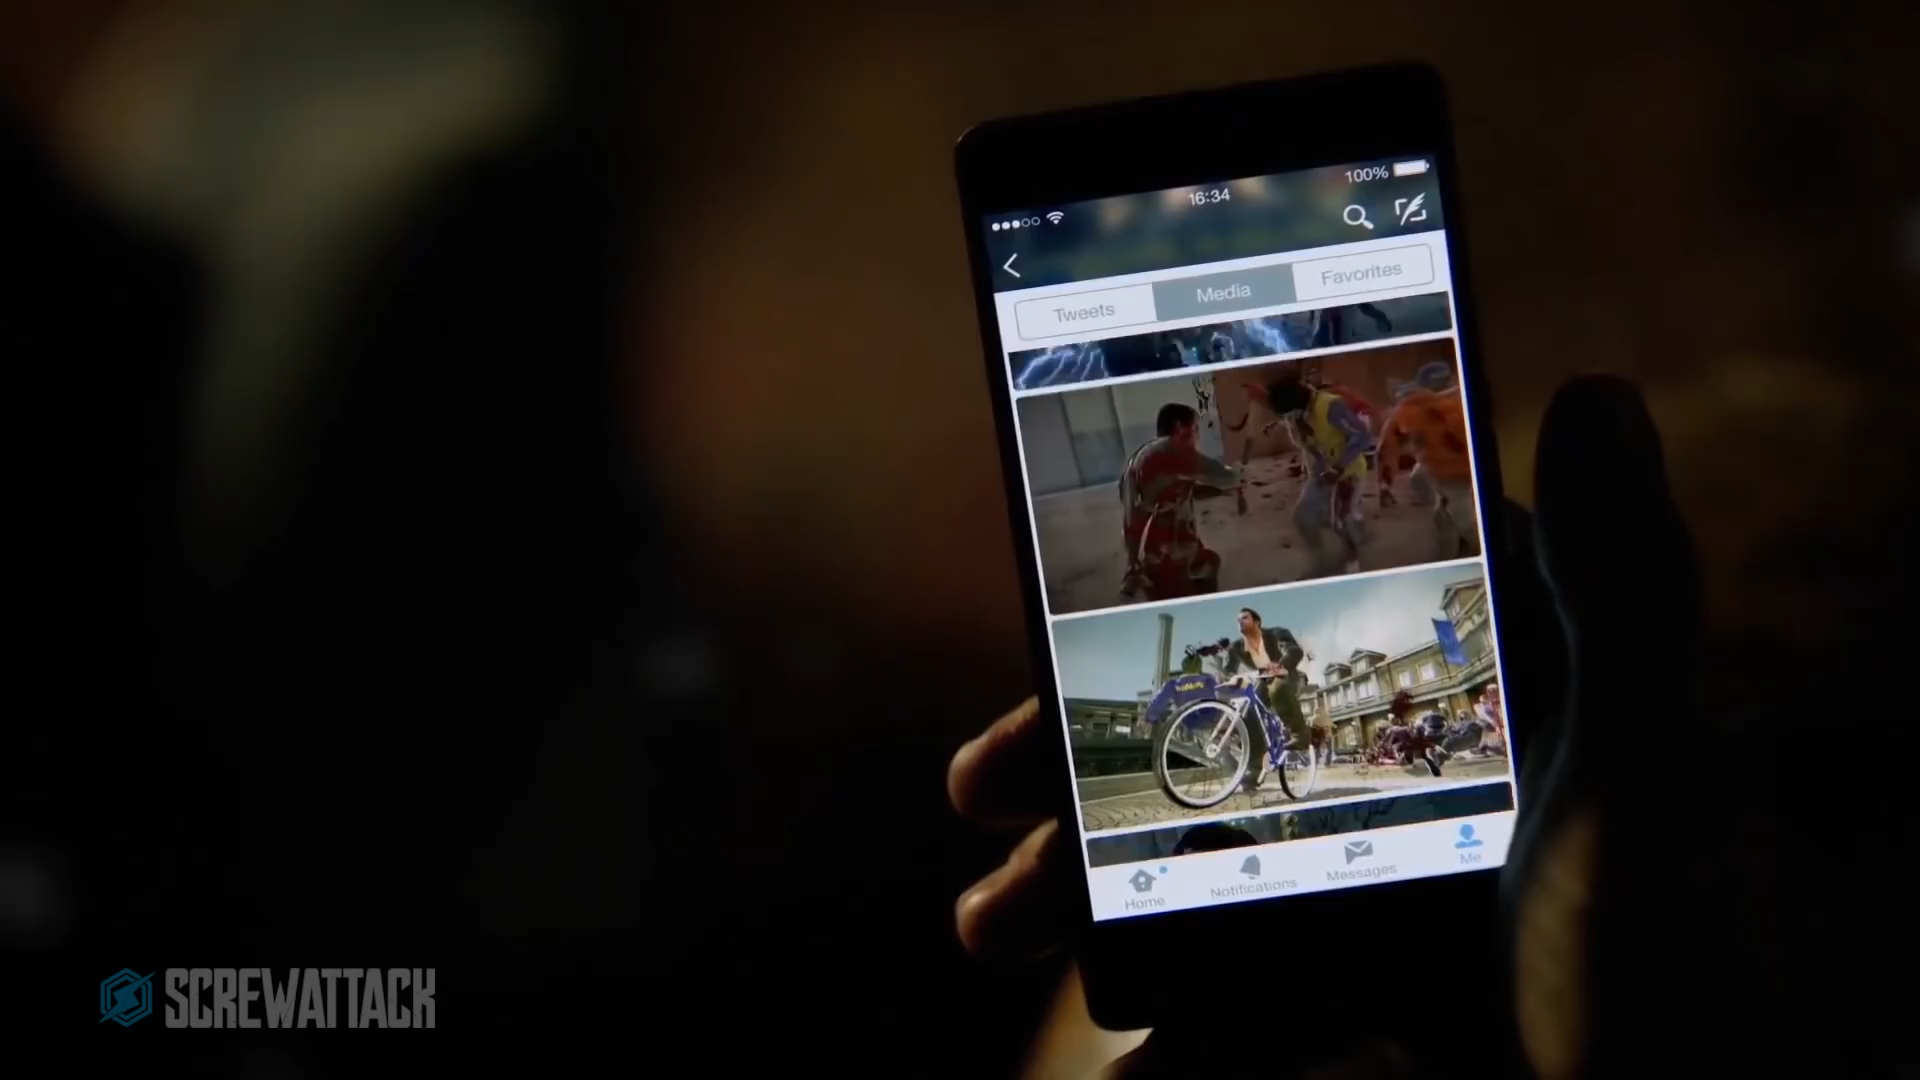 100%
16:34
Tweets
Media
Favorites
Home
Notifications
Messages
Me
SCREWATTACK